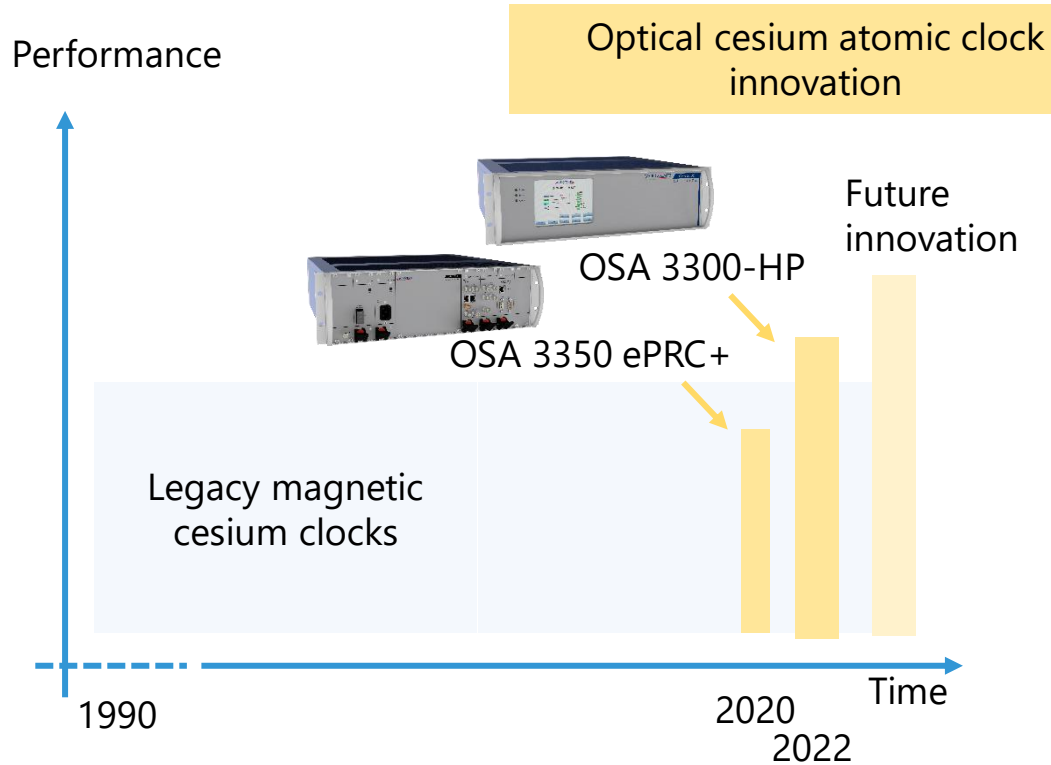 Performance
Optical cesium atomic clock
innovation
Future
innovation
OSA 3300-HP
OSA 3350 ePRC+
Legacy magnetic
cesium clocks
Time
1990
2020
2022